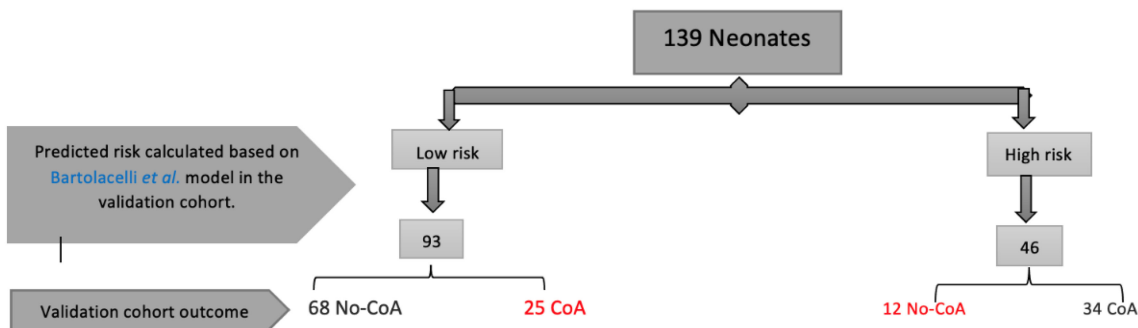 139 Neonates
Low risk
High risk
Predicted risk calculated based on
Bartolacelli et al. model in the
validation cohort.
93
46
Validation cohort outcome
68 No-CoA
25 CoA
12 No-CoA
34 CoA